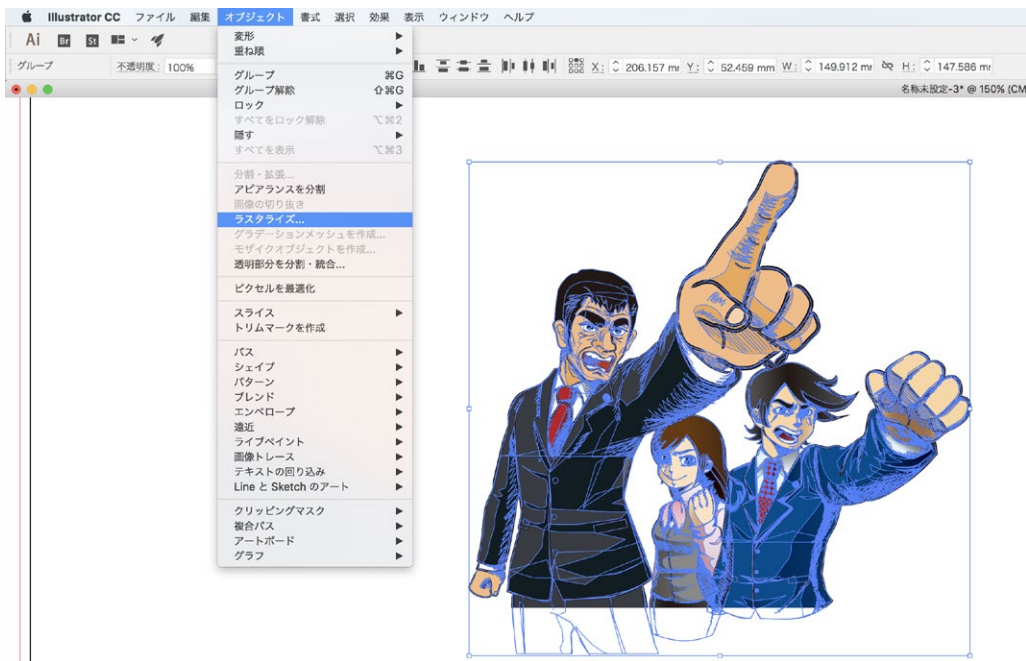 Illustrator CC ファイル 編集 オブジェクト 書式 選択 効果 表示 ウィンドウ ヘルプ
Ai Br St
グループ 不透明度: 100% X: 206.157 mm Y: 52.459 mm W: 149.912 mm H: 147.586 mm
名称未設定-3* @ 150% (CM
変形
重ね順
グループ ⌘G
グループ解除 ⇧⌘G
ロック
すべてをロック解除 ⌥⌘2
隠す
すべてを表示 ⌥⌘3
分割・拡張...
アピアランスを分割
画像の切り抜き
ラスタライズ...
グラデーションメッシュを作成...
モザイクオブジェクトを作成...
透明部分を分割・統合...
ピクセルを最適化
スライス
トリムマークを作成
パス
シェイプ
パターン
ブレンド
エンベロープ
遠近
ライブペイント
画像トレース
テキストの回り込み
Line と Sketch のアート
クリッピングマスク
複合パス
アートボード
グラフ